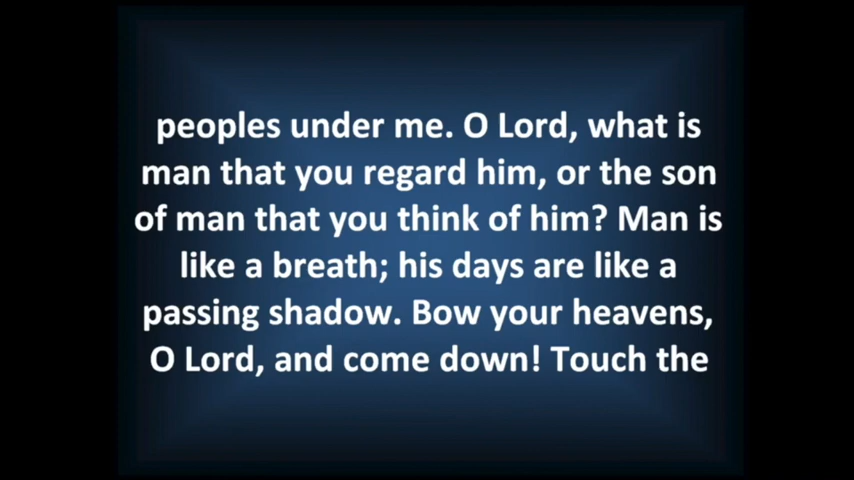 peoples under me. O Lord, what is
man that you regard him, or the son
of man that you think of him? Man is
like a breath; his days are like a
passing shadow. Bow your heavens,
O Lord, and come down! Touch the